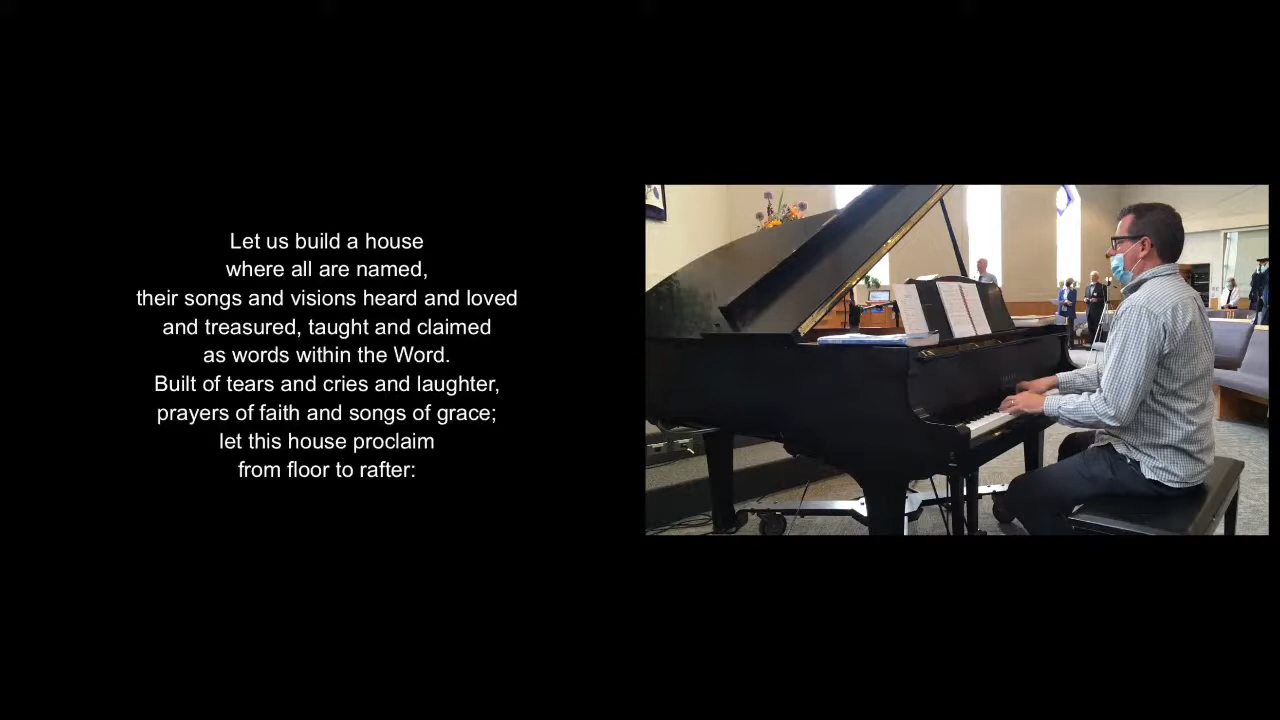 Let us build a house
where all are named,
their songs and visions heard and loved
and treasured, taught and claimed
as words within the Word.
Built of tears and cries and laughter,
prayers of faith and songs of grace;
let this house proclaim
from floor to rafter: